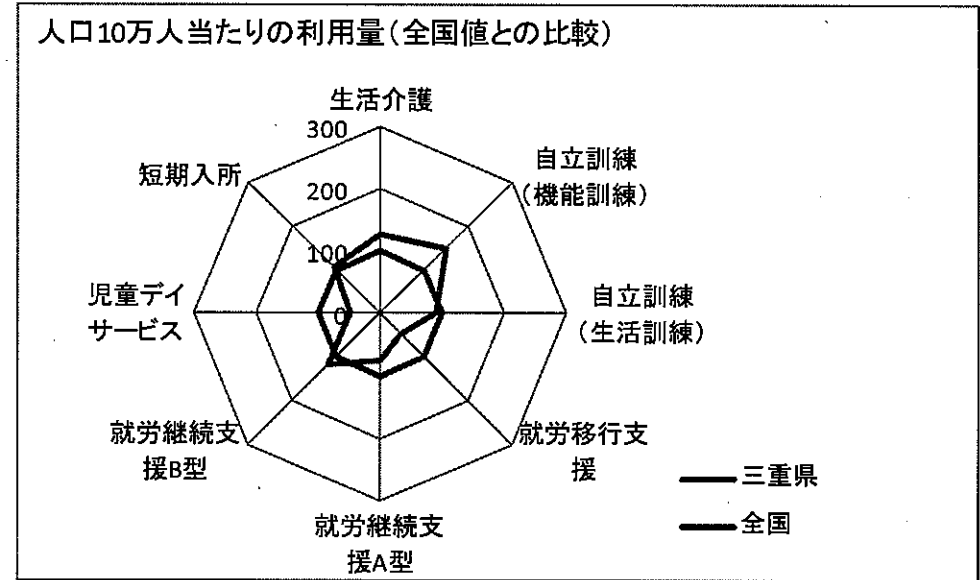 人口10万人当たりの利用量(全国値との比較)
生活介護
300
200
100
0
自立訓練
(機能訓練)
自立訓練
(生活訓練)
就労移行支
援
就労継続支
援A型
就労継続支
援B型
児童デイ
サービス
短期入所
三重県
全国